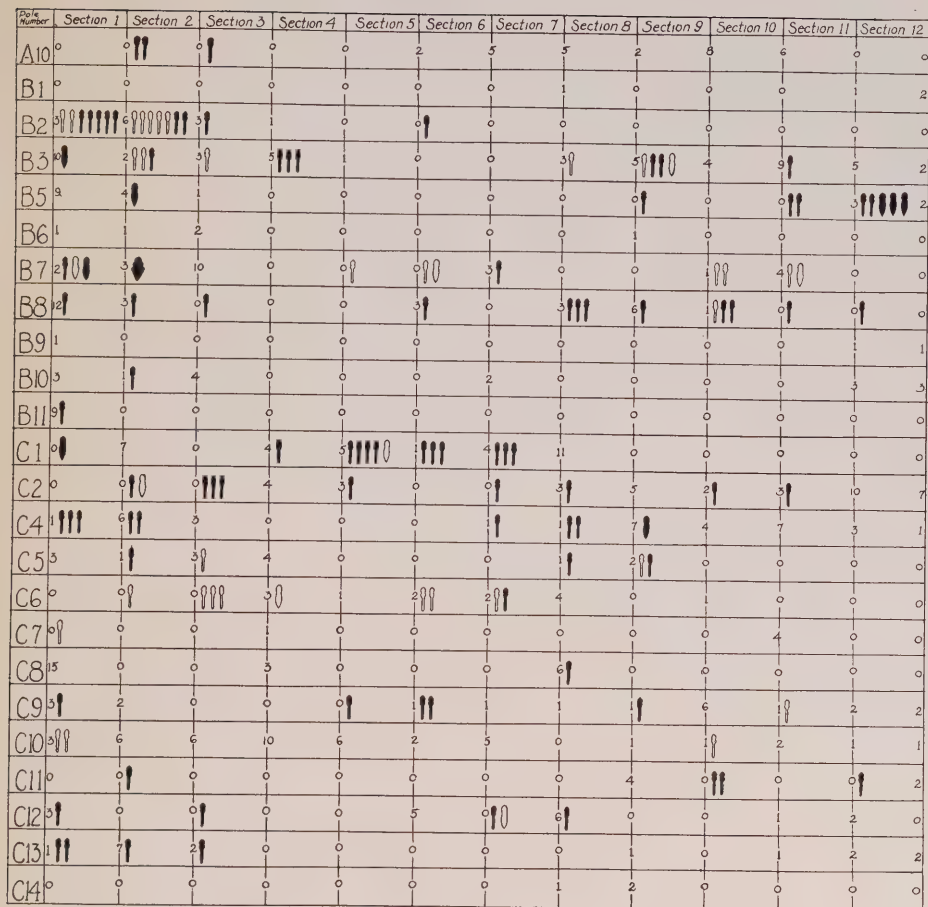 Pole
Number Section 1 Section 2 Section 3 Section 4 Section 5 Section 6 Section 7 Section 8 Section 9 Section 10 Section 11 Section 12
A10 0 0 0 0 0 2 5 5 2 8 6 0 0
B1 0 0 0 0 0 0 0 1 0 0 0 1 2
B2 3 6 3 1 0 0 0 0 0 0 0 0 0
B3 10 2 3 5 1 0 0 3 5 4 9 5 2
B5 9 4 1 0 0 0 0 0 0 0 0 3 2
B6 1 1 2 0 0 0 0 0 1 0 0 0 0
B7 2 3 10 0 0 0 3 0 0 1 4 0 0
B8 12 3 0 0 0 3 0 3 6 1 0 0 0
B9 1 0 0 0 0 0 0 0 0 0 0 1 1
B10 3 1 4 0 0 0 2 0 0 0 0 3 3
B11 9 0 0 0 0 0 0 0 0 0 0 0 0
C1 0 7 0 4 5 1 4 11 0 0 0 0 0
C2 0 0 0 4 3 0 0 3 5 2 3 10 7
C4 1 6 3 0 0 0 1 1 7 4 7 3 1
C5 3 1 3 4 0 0 0 1 2 0 0 0 0
C6 0 0 0 3 1 2 2 4 0 1 0 0 0
C7 0 0 0 1 0 0 0 0 0 0 4 0 0
C8 15 0 0 3 0 0 0 6 0 0 0 0 0
C9 3 2 0 0 0 1 1 1 1 6 1 2 2
C10 3 6 6 10 6 2 5 0 1 1 2 1 1
C11 0 0 0 0 0 0 0 0 4 0 0 0 2
C12 3 0 0 0 0 5 0 6 0 0 1 2 0
C13 1 7 2 0 0 0 0 0 1 0 1 2 2
C14 0 0 0 0 0 0 0 1 2 0 0 0 0